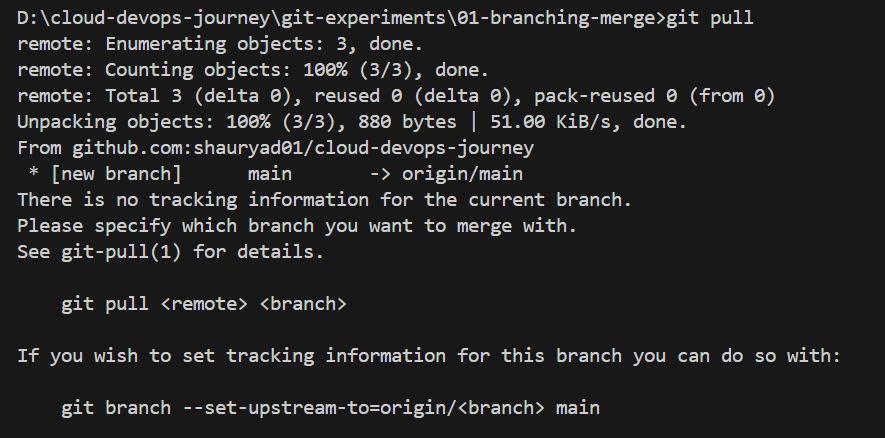 D:\cloud-devops-journey\git-experiments\01-branching-merge>git pull
remote: Enumerating objects: 3, done.
remote: Counting objects: 100% (3/3), done.
remote: Total 3 (delta 0), reused 0 (delta 0), pack-reused 0 (from 0)
Unpacking objects: 100% (3/3), 880 bytes | 51.00 KiB/s, done.
From github.com:shauryad01/cloud-devops-journey
 * [new branch]      main       -> origin/main
There is no tracking information for the current branch.
Please specify which branch you want to merge with.
See git-pull(1) for details.

    git pull <remote> <branch>

If you wish to set tracking information for this branch you can do so with:

    git branch --set-upstream-to=origin/<branch> main